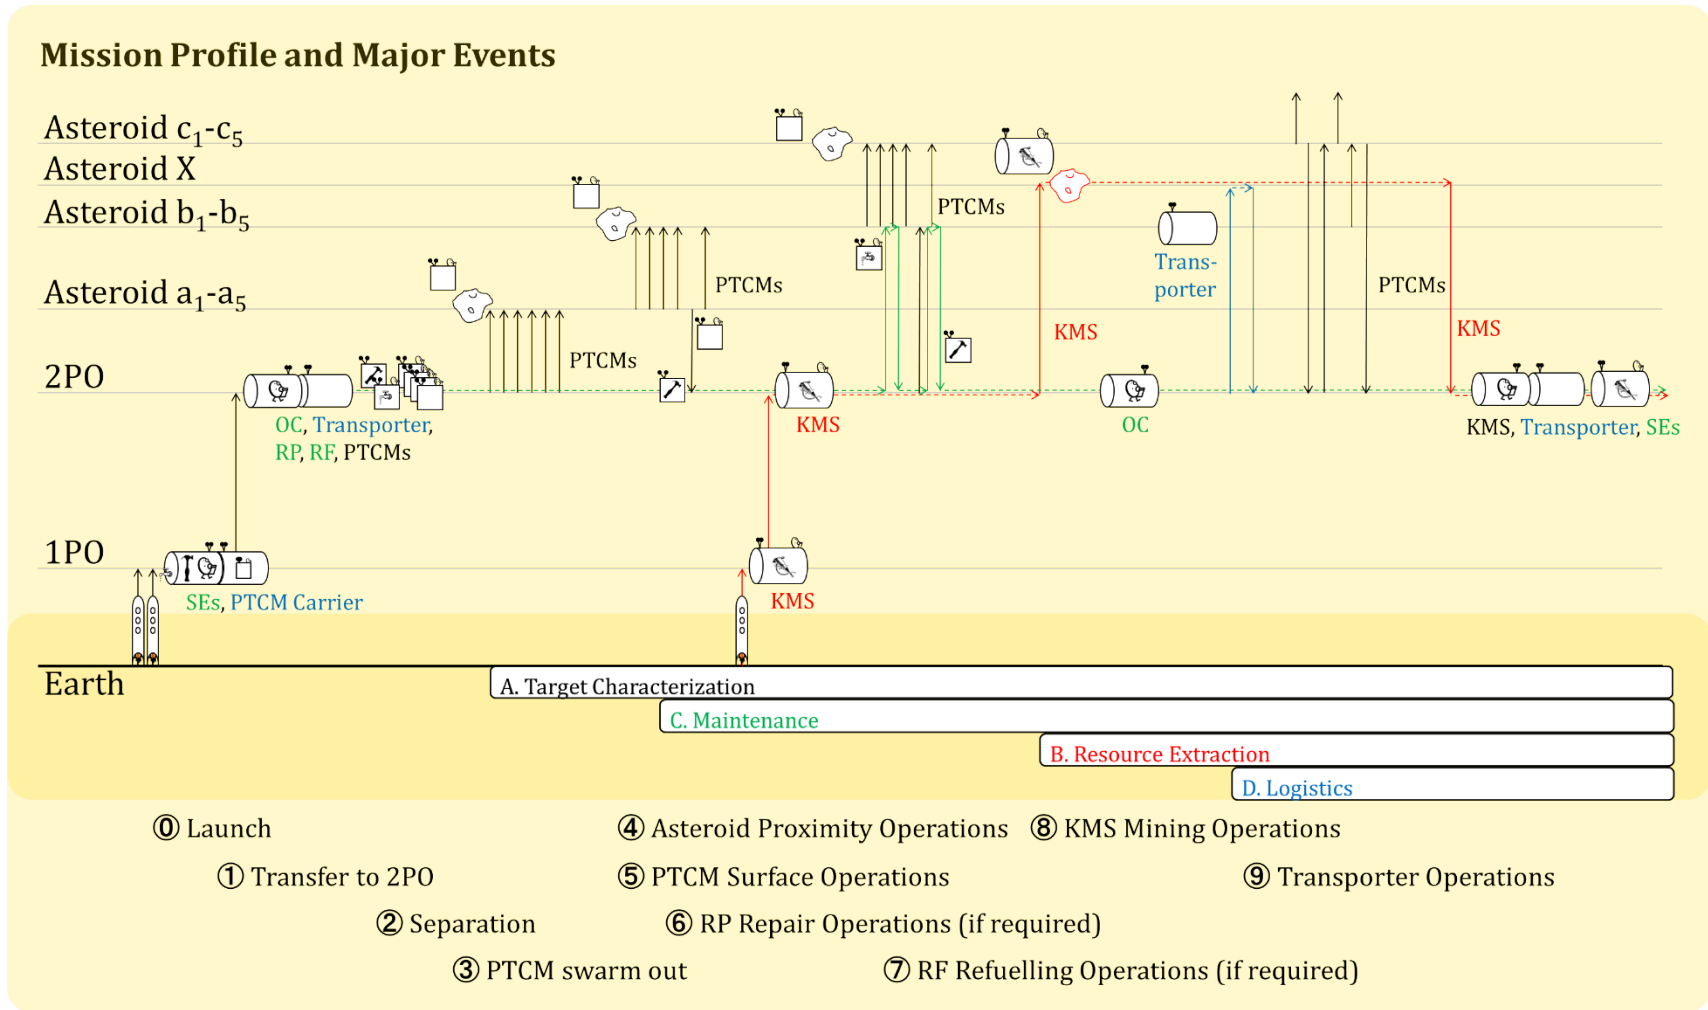 Mission Profile and Major Events
Asteroid c1-c5
Asteroid X
Asteroid b1-b5
PTCMs
Trans-
porter
Asteroid a1-a5
PTCMs
PTCMs
KMS
KMS
PTCMs
2PO
KMS
OC
OC, Transporter,
RP, RF, PTCMs
KMS, Transporter, SEs
1PO
SEs, PTCM Carrier
KMS
Earth
A. Target Characterization
C. Maintenance
B. Resource Extraction
D. Logistics
⓪ Launch
④ Asteroid Proximity Operations
⑧ KMS Mining Operations
① Transfer to 2PO
⑤ PTCM Surface Operations
⑨ Transporter Operations
② Separation
⑥ RP Repair Operations (if required)
③ PTCM swarm out
⑦ RF Refuelling Operations (if required)